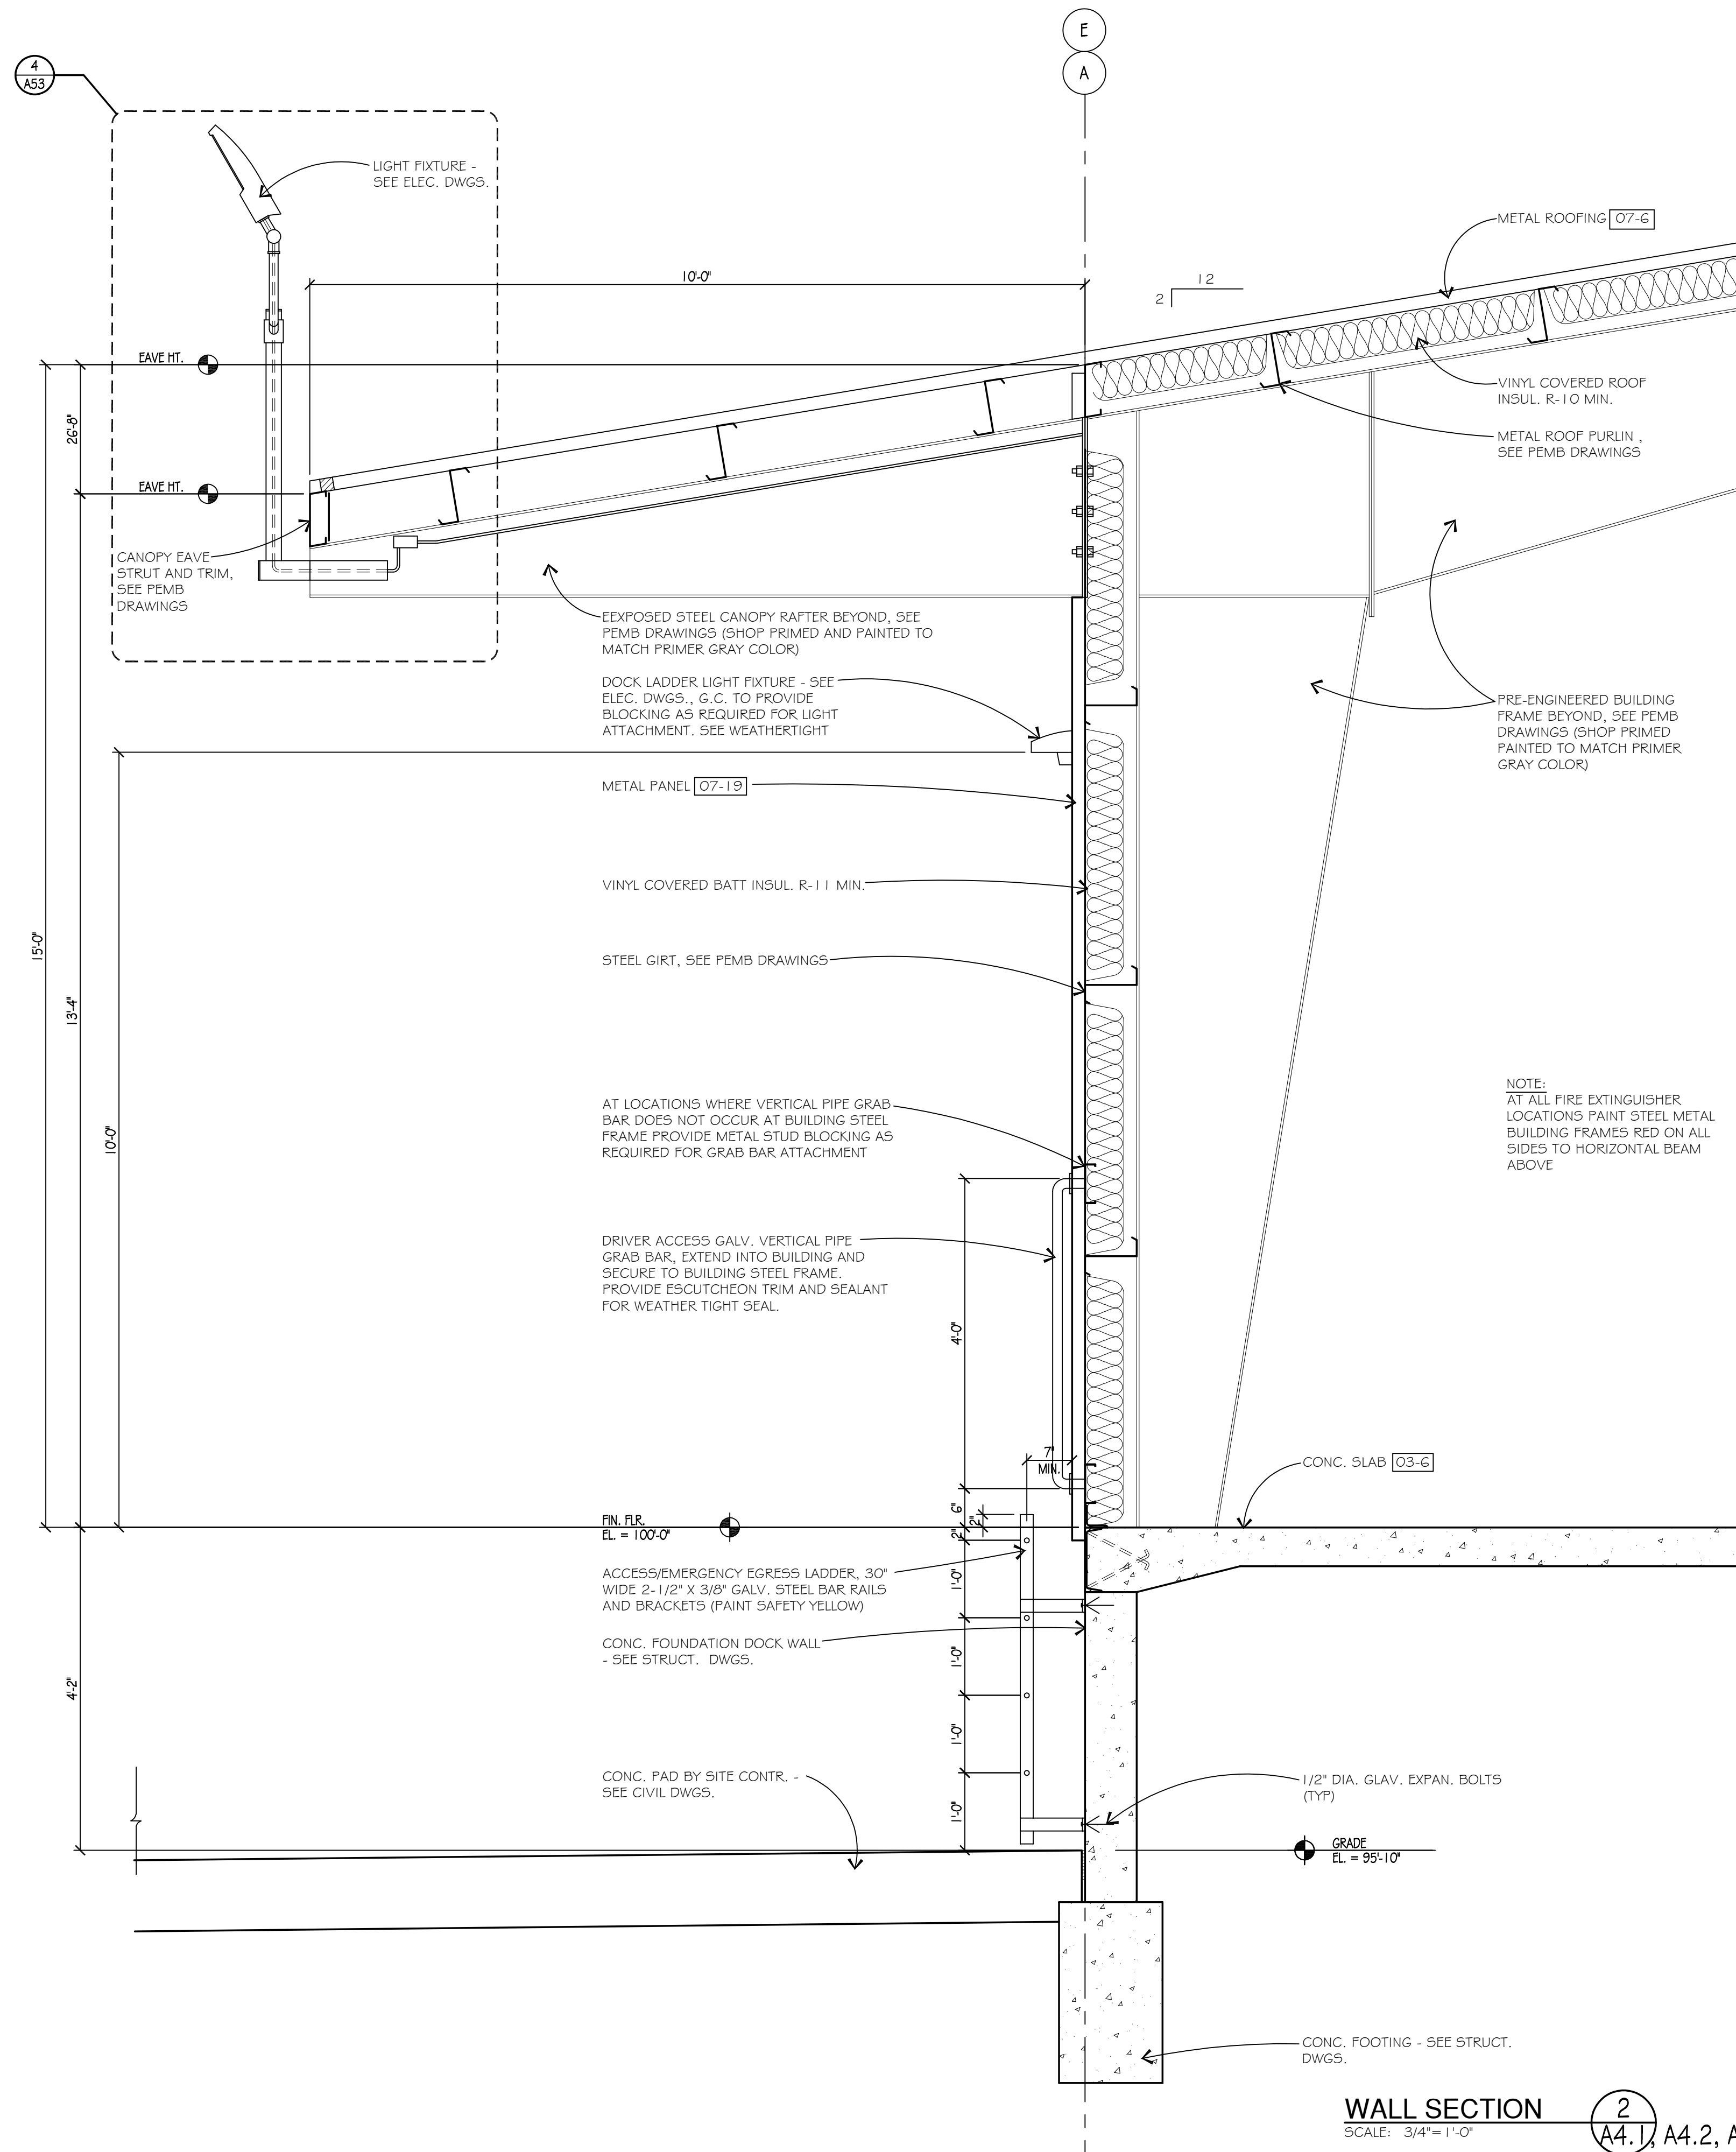 E
A
4
A53
LIGHT FIXTURE -
SEE ELEC. DWGS.
METAL ROOFING 07-6
10'-0"
12
2
EAVE HT.
26'-8"
EAVE HT.
VINYL COVERED ROOF
INSUL. R-10 MIN.
METAL ROOF PURLIN ,
SEE PEMB DRAWINGS
CANOPY EAVE
STRUT AND TRIM,
SEE PEMB
DRAWINGS
EEXPOSED STEEL CANOPY RAFTER BEYOND, SEE
PEMB DRAWINGS (SHOP PRIMED AND PAINTED TO
MATCH PRIMER GRAY COLOR)
DOCK LADDER LIGHT FIXTURE - SEE
ELEC. DWGS., G.C. TO PROVIDE
BLOCKING AS REQUIRED FOR LIGHT
ATTACHMENT. SEE WEATHERTIGHT
PRE-ENGINEERED BUILDING
FRAME BEYOND, SEE PEMB
DRAWINGS (SHOP PRIMED
PAINTED TO MATCH PRIMER
GRAY COLOR)
METAL PANEL 07-19
VINYL COVERED BATT INSUL. R-11 MIN.
15'-0"
STEEL GIRT, SEE PEMB DRAWINGS
13'-4"
10'-0"
AT LOCATIONS WHERE VERTICAL PIPE GRAB
BAR DOES NOT OCCUR AT BUILDING STEEL
FRAME PROVIDE METAL STUD BLOCKING AS
REQUIRED FOR GRAB BAR ATTACHMENT
NOTE:
AT ALL FIRE EXTINGUISHER
LOCATIONS PAINT STEEL METAL
BUILDING FRAMES RED ON ALL
SIDES TO HORIZONTAL BEAM
ABOVE
DRIVER ACCESS GALV. VERTICAL PIPE
GRAB BAR, EXTEND INTO BUILDING AND
SECURE TO BUILDING STEEL FRAME.
PROVIDE ESCUTCHEON TRIM AND SEALANT
FOR WEATHER TIGHT SEAL.
4'-0"
7"
MIN.
CONC. SLAB 03-6
6"
2"
2"
FIN. FLR.
EL. = 100'-0"
ACCESS/EMERGENCY EGRESS LADDER, 30"
WIDE 2-1/2" X 3/8" GALV. STEEL BAR RAILS
AND BRACKETS (PAINT SAFETY YELLOW)
1'-0"
CONC. FOUNDATION DOCK WALL
- SEE STRUCT. DWGS.
1'-0"
4'-2"
1'-0"
CONC. PAD BY SITE CONTR. -
SEE CIVIL DWGS.
1'-0"
1/2" DIA. GLAV. EXPAN. BOLTS
(TYP)
GRADE
EL. = 95'-10"
CONC. FOOTING - SEE STRUCT.
DWGS.
WALL SECTION
SCALE: 3/4"= 1'-0"
2
A4.1, A4.2, A